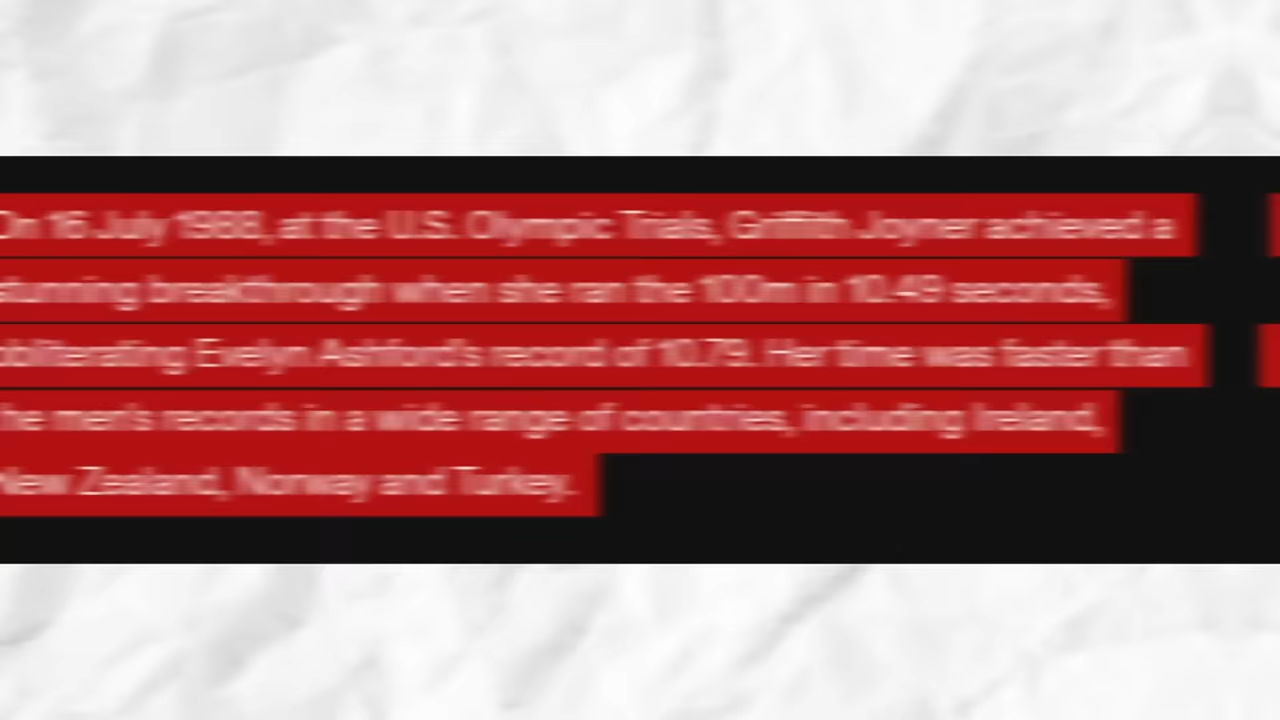 On 16 July 1988, at the U.S. Olympic Trials, Griffith Joyner achieved a
stunning breakthrough when she ran the 100m in 10.49 seconds,
obliterating Evelyn Ashford's record of 10.79. Her time was faster than
the men's records in a wide range of countries, including Ireland,
New Zealand, Norway and Turkey.